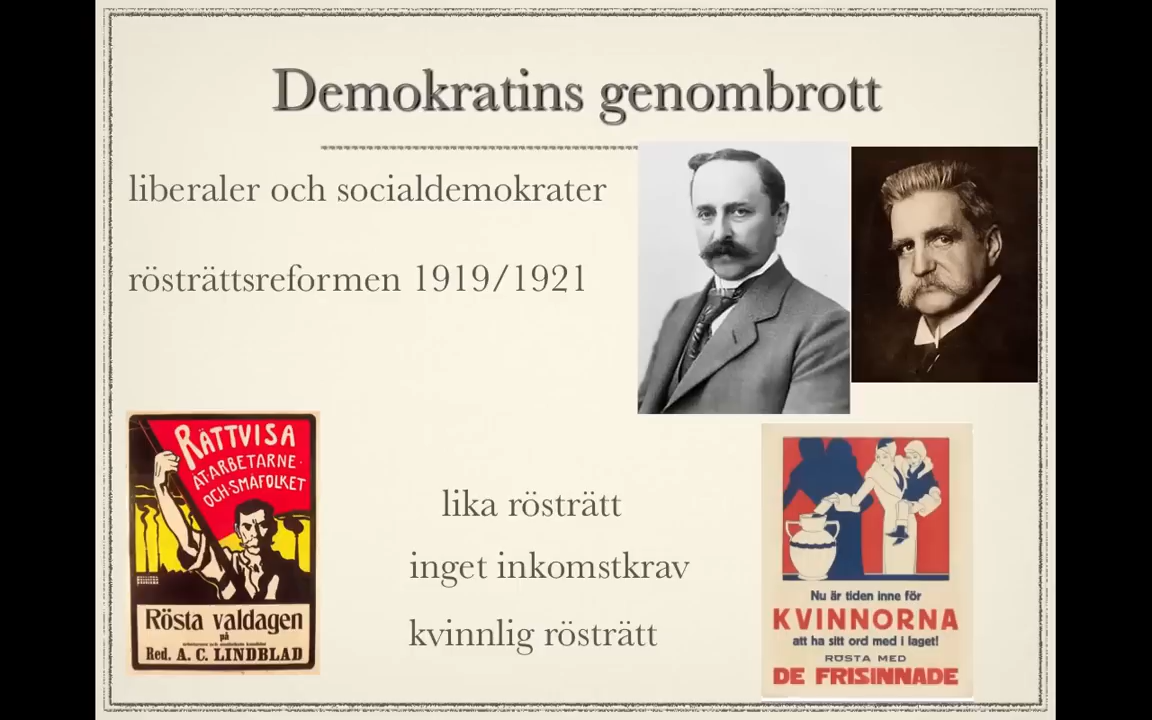 Demokratins genombrott
liberaler och socialdemokrater
rösträttsreformen 1919/1921
RÄTTVISA
ÅT·ARBETARNE·
OCH·SMÅFOLKET
Rösta valdagen
på
Red. A. C. LINDBLAD
lika rösträtt
inget inkomstkrav
kvinnlig rösträtt
Nu är tiden inne för
KVINNORNA
att ha sitt ord med i laget!
RÖSTA MED
DE FRISINNADE